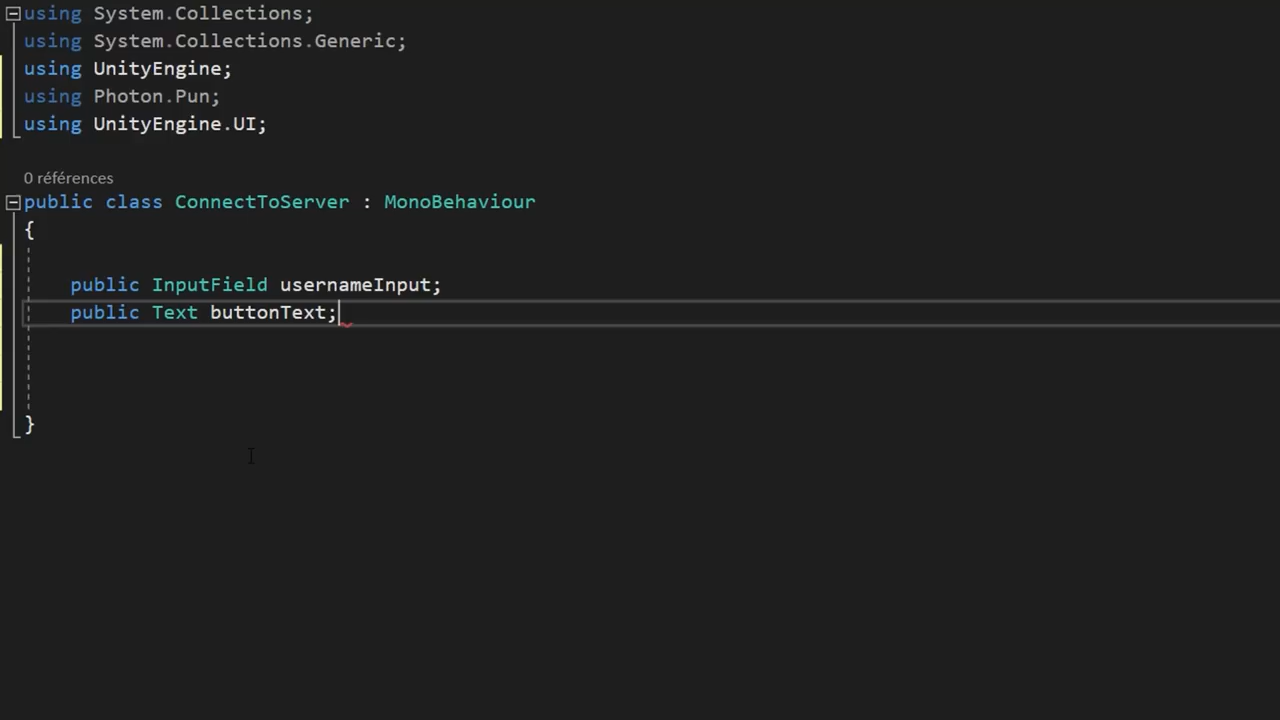 using System.Collections;
using System.Collections.Generic;
using UnityEngine;
using Photon.Pun;
using UnityEngine.UI;
0 références
public class ConnectToServer : MonoBehaviour
{
public InputField usernameInput;
public Text buttonText;
}